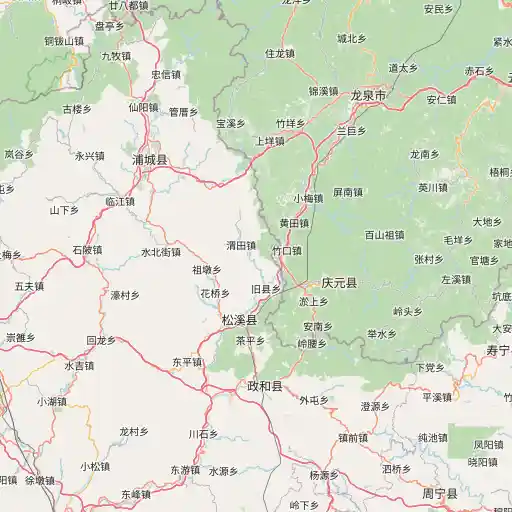 廿八都镇
洋溪乡
安民乡
盘亭乡
城北乡
紧水
铜钹山镇
住龙镇
九牧镇
道太乡
忠信镇
赤石乡
锦溪镇
龙泉市
安仁镇
古楼乡
仙阳镇
管厝乡
宝溪乡
竹垟乡
兰巨乡
上垟镇
岚谷乡
永兴镇
浦城县
龙南乡
梧桐
英川镇
屏南镇
临江镇
小梅镇
山下乡
黄田镇
大地乡
百山祖镇
毛垟乡
家地
石陂镇
水北街镇
渭田镇
竹口镇
张村乡
官塘乡
祖墩乡
左溪镇
五夫镇
濠村乡
花桥乡
旧县乡
庆元县
坑底
淤上乡
岭头乡
松溪县
安南乡
大安
崇雒乡
回龙乡
茶平乡
岭腰乡
举水乡
寿宁
水吉镇
东平镇
下党乡
政和县
外屯乡
平溪镇
小湖镇
澄源乡
龙村乡
川石乡
镇前镇
纯池镇
凤阳镇
小松镇
东游镇
水源乡
杨源乡
泗桥乡
晓阳镇
阳镇
徐墩镇
东峰镇
周宁县
岭下乡